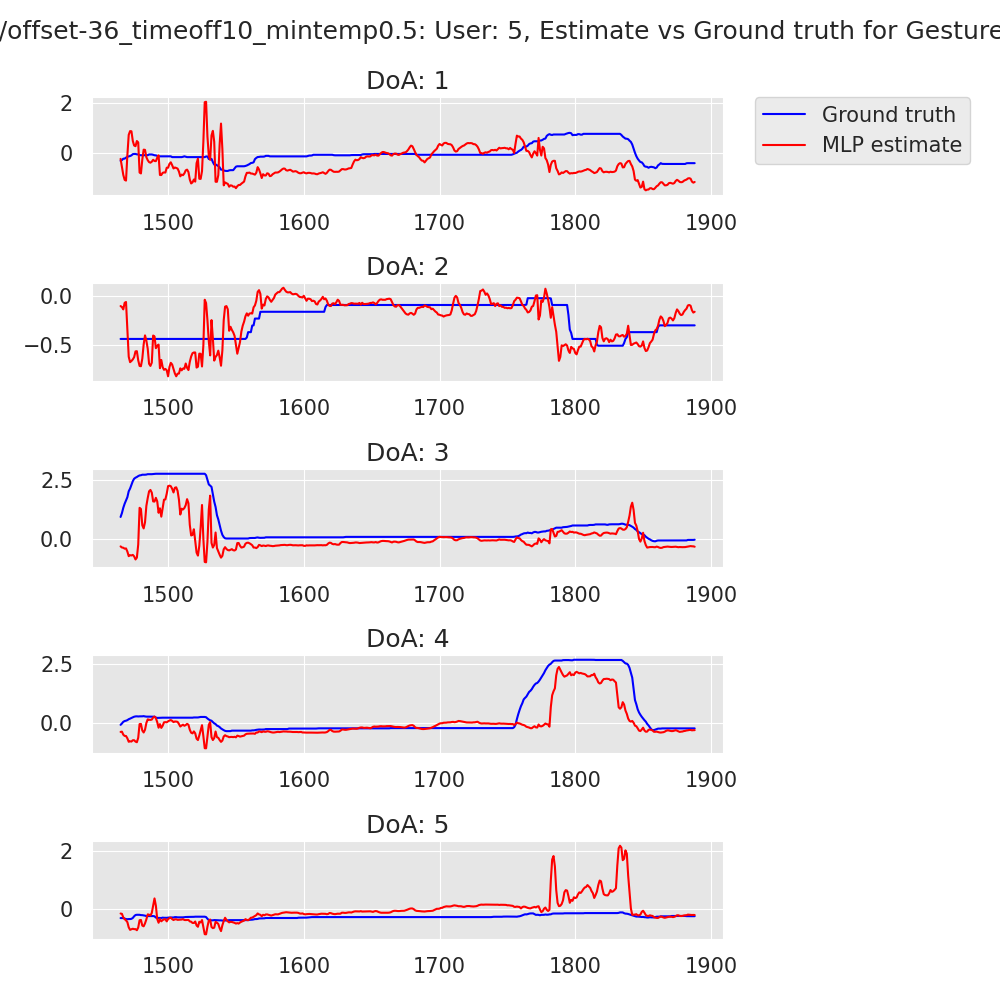 /offset-36_timeoff10_mintemp0.5: User: 5, Estimate vs Ground truth for Gesture
DoA: 1
2
0
1500 1600 1700 1800 1900
Ground truth
MLP estimate
DoA: 2
0.0
−0.5
1500 1600 1700 1800 1900
DoA: 3
2.5
0.0
1500 1600 1700 1800 1900
DoA: 4
2.5
0.0
1500 1600 1700 1800 1900
DoA: 5
2
0
1500 1600 1700 1800 1900